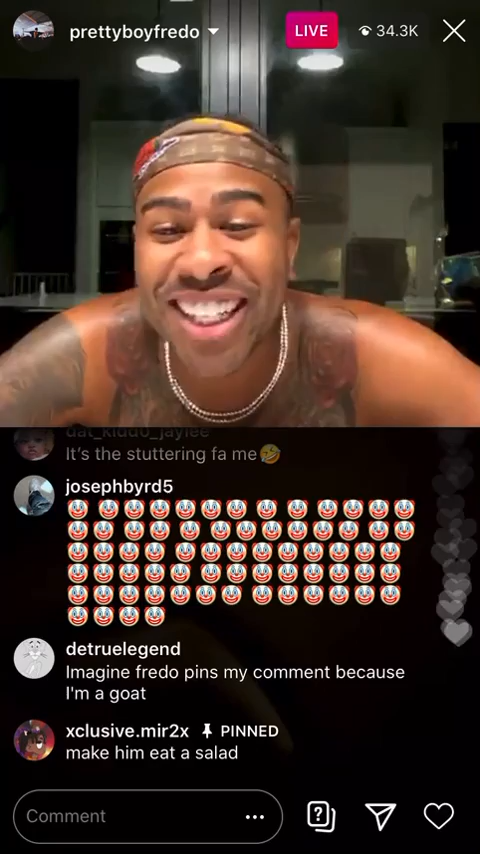 prettyboyfredo
LIVE
34.3K
dat_kiddo_jaylee
It's the stuttering fa me🤣
josephbyrd5
🤡🤡🤡🤡🤡🤡🤡🤡🤡🤡🤡🤡🤡
🤡🤡🤡🤡🤡🤡🤡🤡🤡🤡🤡🤡🤡
🤡🤡🤡🤡🤡🤡🤡🤡🤡🤡🤡🤡
🤡🤡🤡🤡🤡🤡🤡🤡🤡🤡🤡🤡
🤡🤡🤡🤡🤡🤡🤡🤡🤡🤡🤡🤡
🤡🤡🤡🤡
detruelegend
Imagine fredo pins my comment because
I'm a goat
xclusive.mir2x PINNED
make him eat a salad
Comment